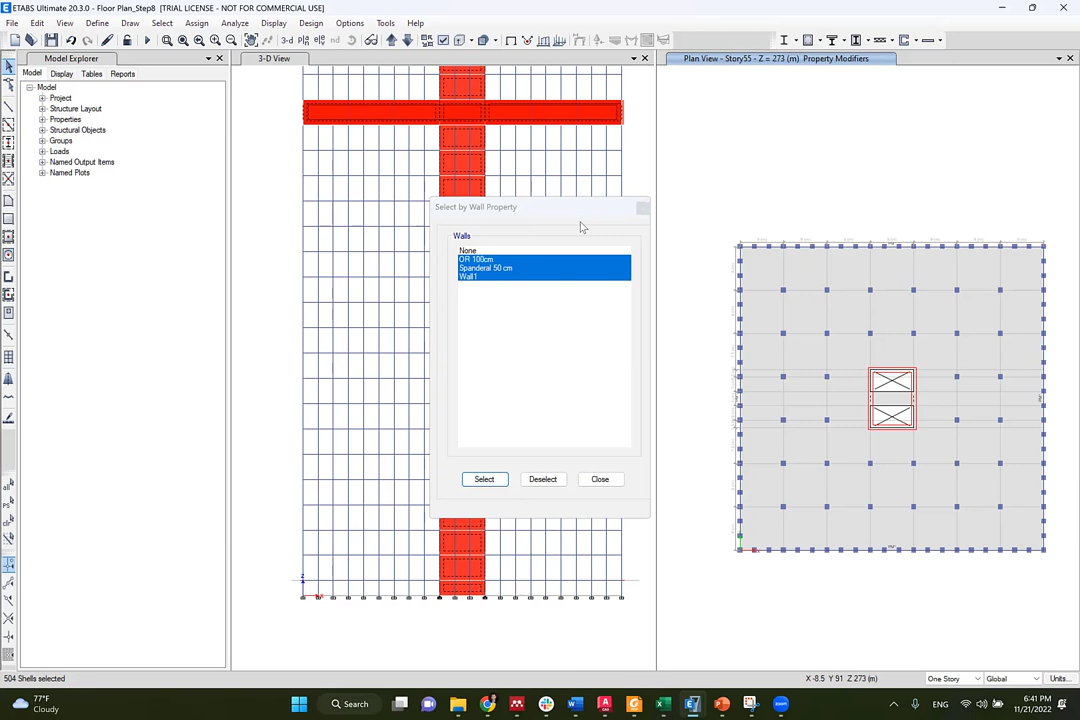 ETABS Ultimate 20.3.0 - Floor Plan_Step8 [TRIAL LICENSE - NOT FOR COMMERCIAL USE]
File Edit View Define Draw Select Assign Analyze Display Design Options Tools Help
3-d
Model Explorer
3-D View
Plan View - Story55 - Z = 273 (m) Property Modifiers
Model Display Tables Reports
Model
Project
Structure Layout
Properties
Structural Objects
Groups
Loads
Named Output Items
Named Plots
Select by Wall Property
Walls
None
OR 100cm
Spanderal 50 cm
Wall1
Select Deselect Close
all
PS
clr
504 Shells selected
X -8.5 Y 91 Z 273 (m)
One Story
Global
Units...
77°F
Cloudy
Search
ENG
6:41 PM
11/21/2022